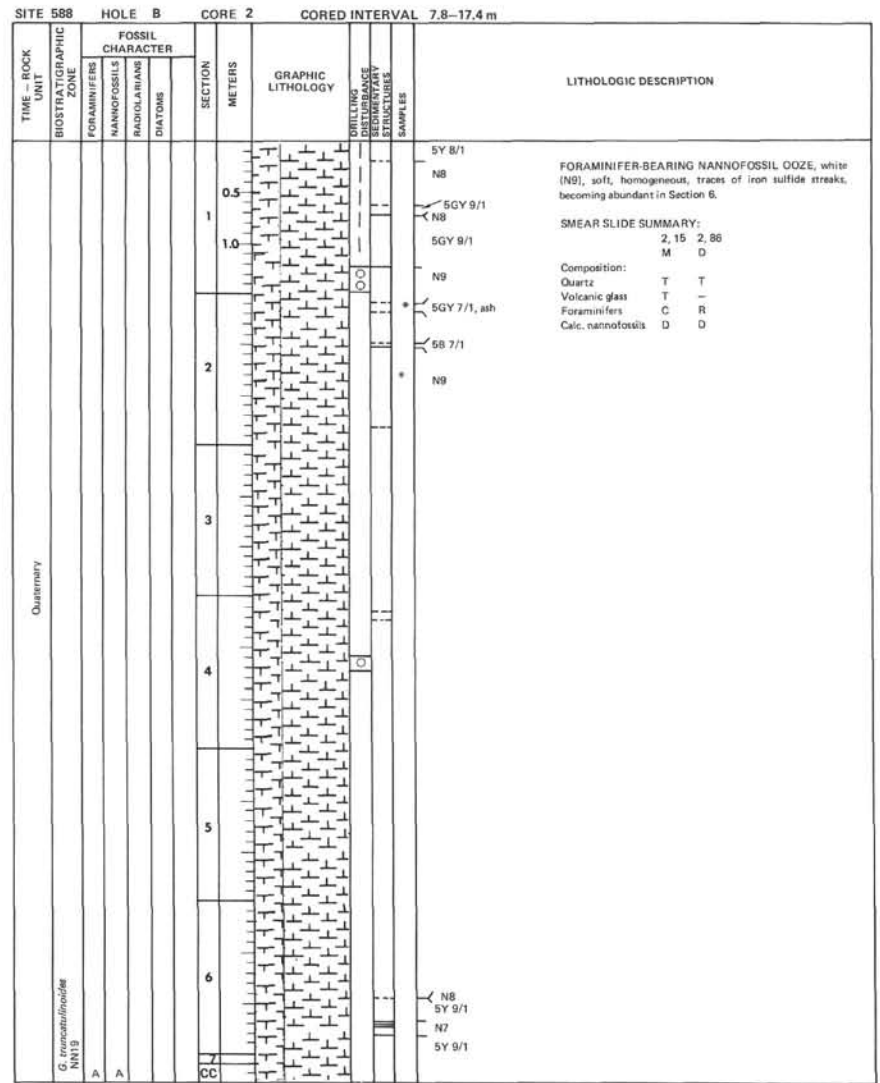 SITE 588 HOLE B CORE 2 CORED INTERVAL 7.8–17.4 m
TIME – ROCK UNIT
BIOSTRATIGRAPHIC ZONE
FOSSIL CHARACTER
FORAMINIFERS
NANNOFOSSILS
RADIOLARIANS
DIATOMS
SECTION
METERS
GRAPHIC LITHOLOGY
DRILLING DISTURBANCE
SEDIMENTARY STRUCTURES
SAMPLES
LITHOLOGIC DESCRIPTION
Quaternary
G. truncatulinoides
NN19
A A
1
0.5
1.0
2
3
4
5
6
7
CC
*
*
5Y 8/1
N8
5GY 9/1
N8
5GY 9/1
N9
5GY 7/1, ash
5B 7/1
N9
N8
5Y 9/1
N7
5Y 9/1
FORAMINIFER-BEARING NANNOFOSSIL OOZE, white
(N9), soft, homogeneous, traces of iron sulfide streaks,
becoming abundant in Section 6.
SMEAR SLIDE SUMMARY:
2, 15 2, 86
M D
Composition:
Quartz T T
Volcanic glass T –
Foraminifers C R
Calc. nannofossils D D